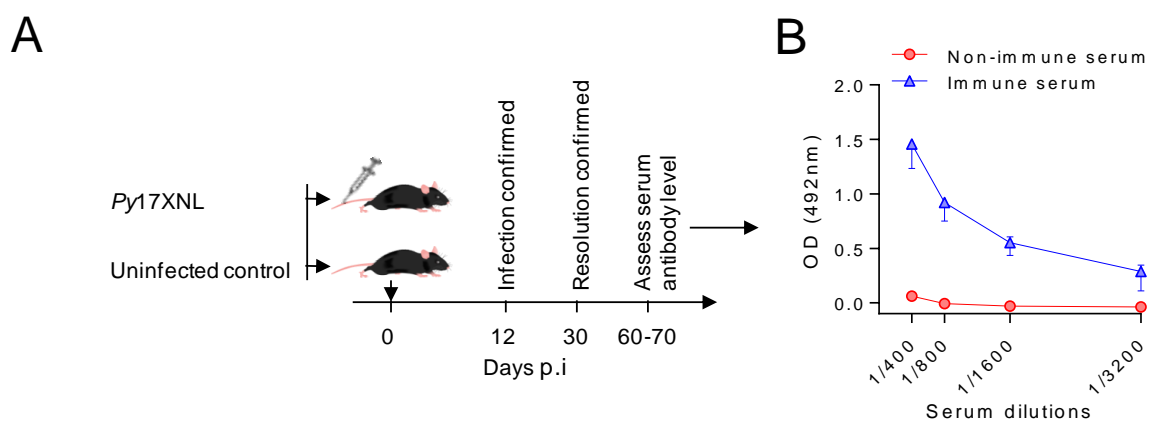 A
Py17XNL
Uninfected control
Infection confirmed
Resolution confirmed
Assess serum
antibody level
0
12
30
60-70
Days p.i
B
Non-immune serum
Immune serum
OD (492nm)
2.0
1.5
1.0
0.5
0.0
1/400
1/800
1/1600
1/3200
Serum dilutions